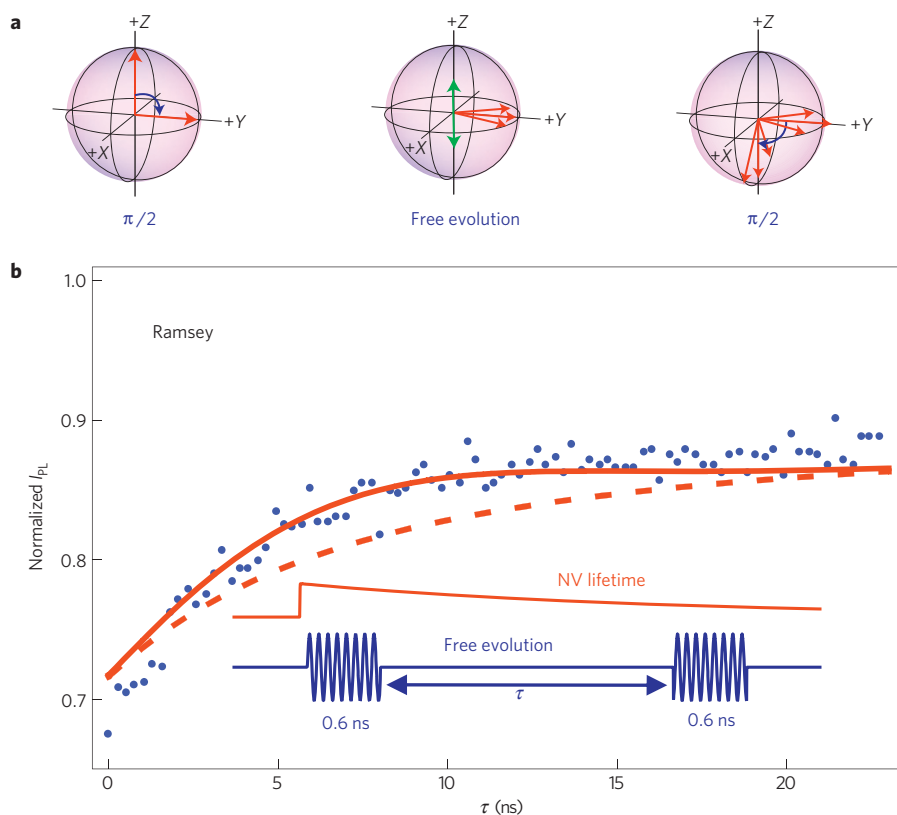 a
+Z +Z +Z
+Y +Y +Y
+X +X +X
π/2 Free evolution π/2
b
1.0
Ramsey
0.9
Normalized I_PL
0.8
NV lifetime
Free evolution
τ
0.7
0.6 ns 0.6 ns
0 5 10 15 20
τ (ns)